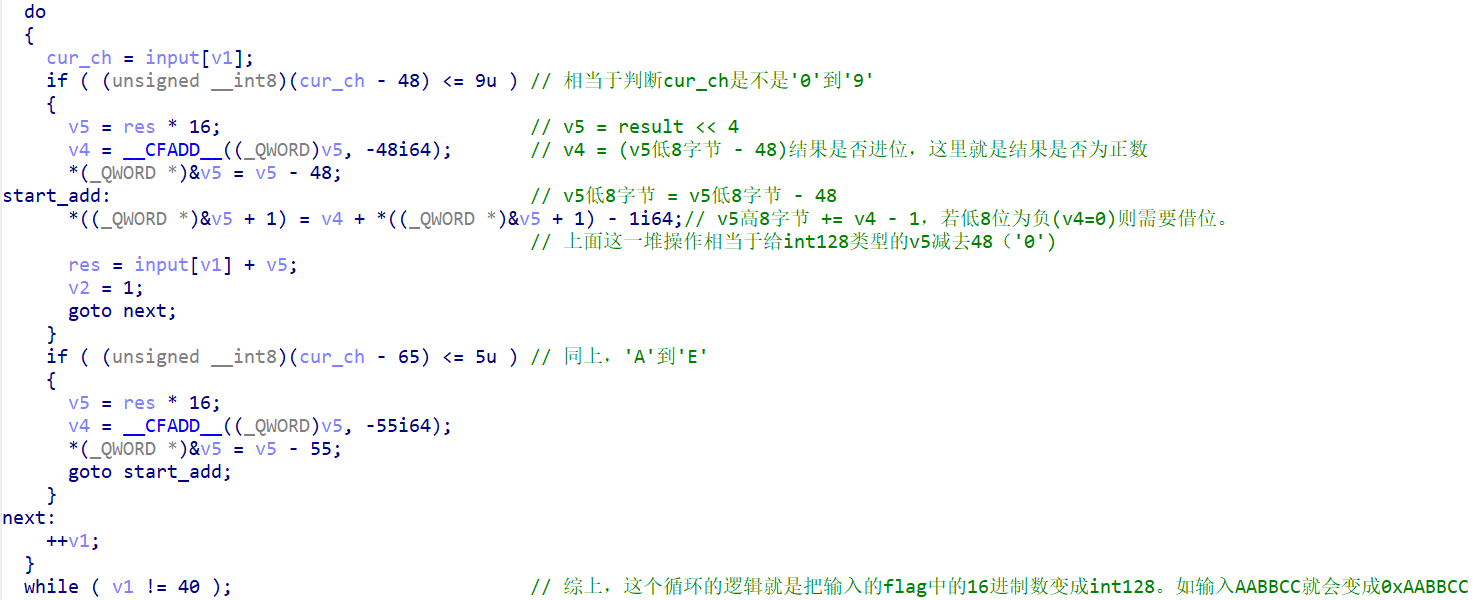 do
{
cur_ch = input[v1];
if ( (unsigned __int8)(cur_ch - 48) <= 9u ) // 相当于判断cur_ch是不是'0'到'9'
{
v5 = res * 16; // v5 = result << 4
v4 = __CFADD__((_QWORD)v5, -48i64); // v4 = (v5低8字节 - 48)结果是否进位，这里就是结果是否为正数
*(_QWORD *)&v5 = v5 - 48;
start_add: // v5低8字节 = v5低8字节 - 48
*((_QWORD *)&v5 + 1) = v4 + *((_QWORD *)&v5 + 1) - 1i64;// v5高8字节 += v4 - 1，若低8位为负(v4=0)则需要借位。
// 上面这一堆操作相当于给int128类型的v5减去48（'0')
res = input[v1] + v5;
v2 = 1;
goto next;
}
if ( (unsigned __int8)(cur_ch - 65) <= 5u ) // 同上，'A'到'E'
{
v5 = res * 16;
v4 = __CFADD__((_QWORD)v5, -55i64);
*(_QWORD *)&v5 = v5 - 55;
goto start_add;
}
next:
++v1;
}
while ( v1 != 40 ); // 综上，这个循环的逻辑就是把输入的flag中的16进制数变成int128。如输入AABBCC就会变成0xAABBCC